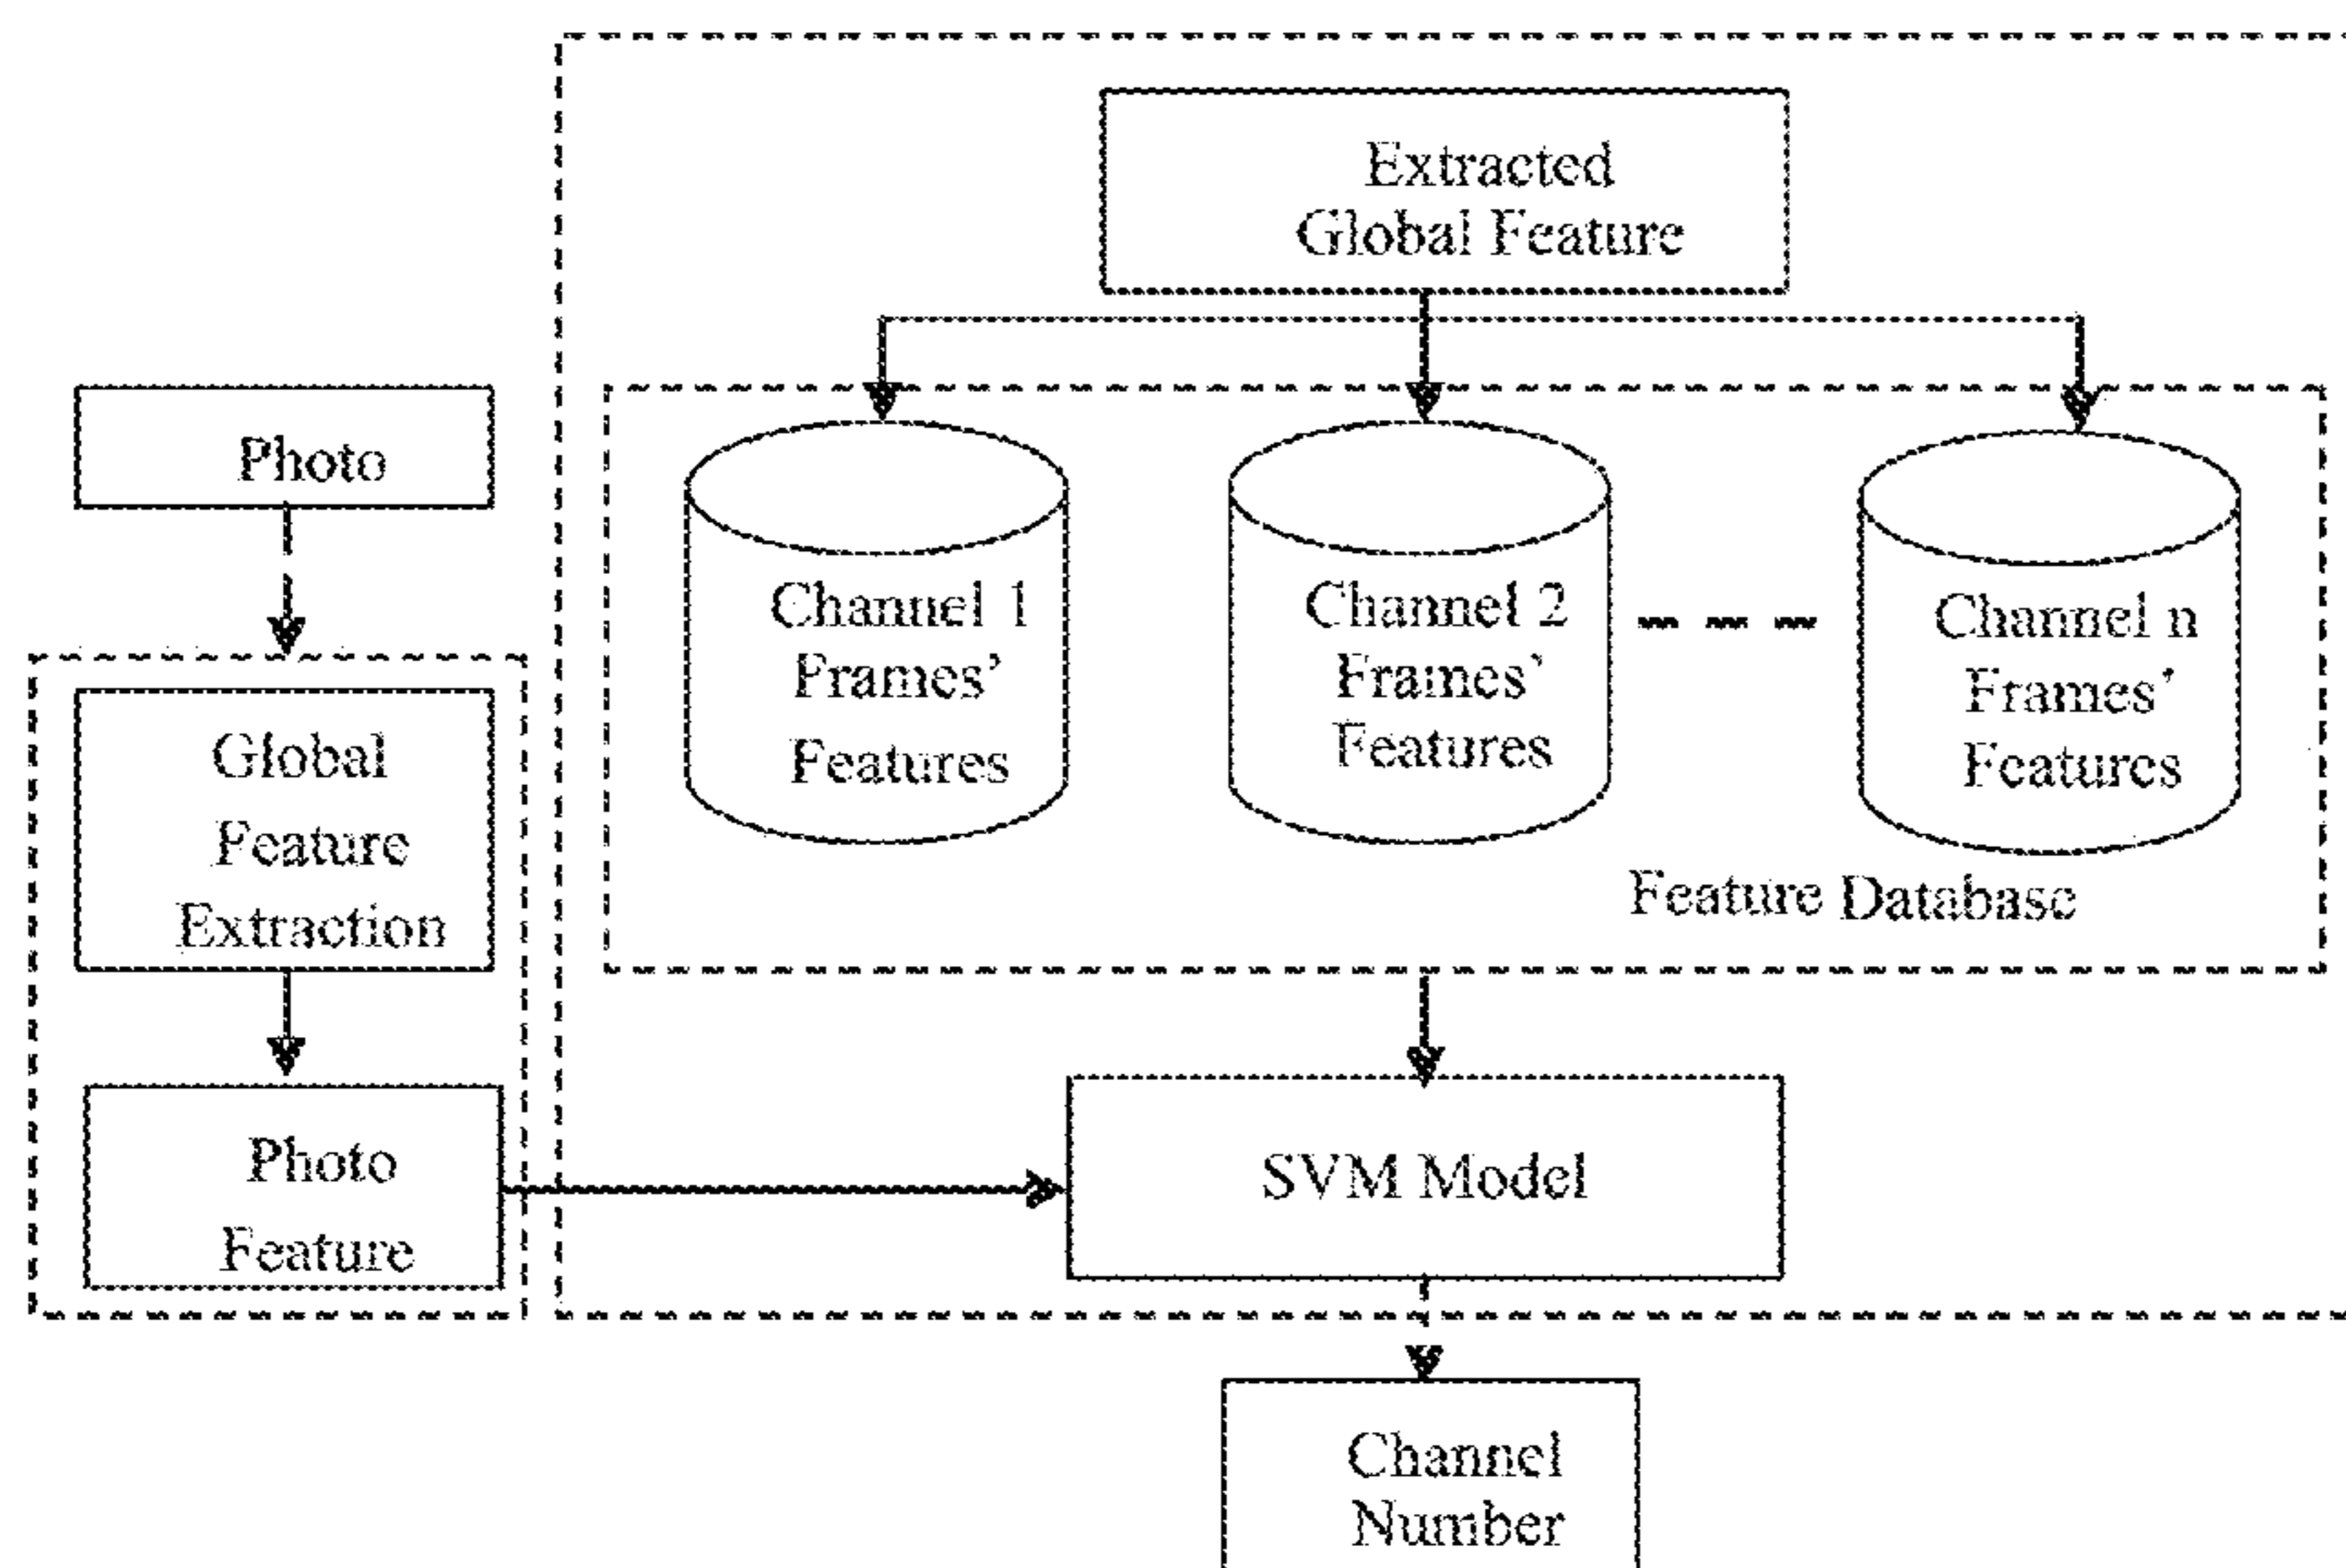 Extracted
Global Feature
Photo
Channel 1
Frames'
Features
Channel 2
Frames'
Features
Channel n
Frames'
Features
Feature Database
Global
Feature
Extraction
Photo
Feature
SVM Model
Channel
Number